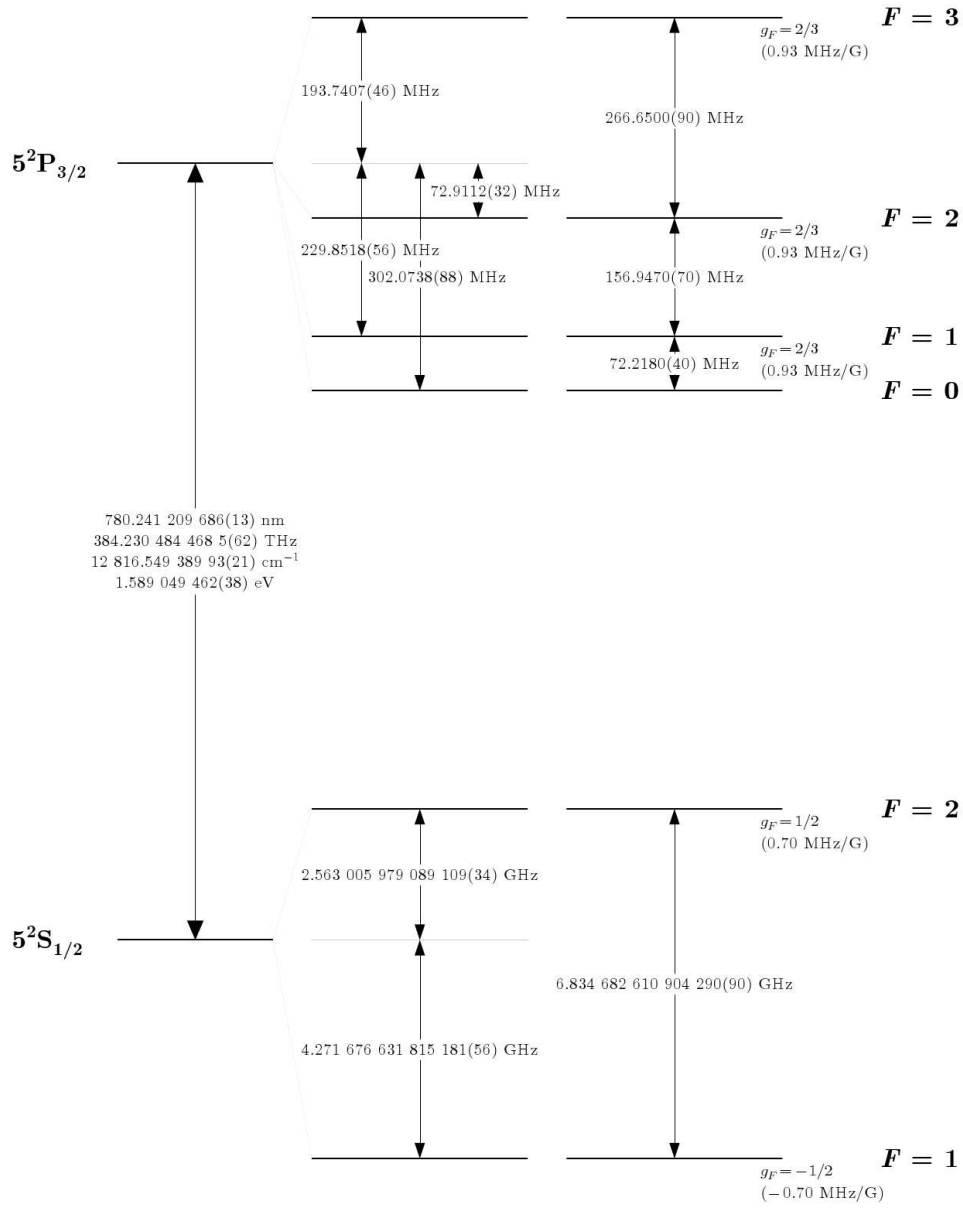 F = 3
g_F = 2/3
(0.93 MHz/G)
193.7407(46) MHz
266.6500(90) MHz
5²P₃/₂
72.9112(32) MHz
F = 2
g_F = 2/3
(0.93 MHz/G)
229.8518(56) MHz
302.0738(88) MHz
156.9470(70) MHz
F = 1
g_F = 2/3
(0.93 MHz/G)
72.2180(40) MHz
F = 0
780.241 209 686(13) nm
384.230 484 468 5(62) THz
12 816.549 389 93(21) cm⁻¹
1.589 049 462(38) eV
F = 2
g_F = 1/2
(0.70 MHz/G)
2.563 005 979 089 109(34) GHz
5²S₁/₂
6.834 682 610 904 290(90) GHz
4.271 676 631 815 181(56) GHz
F = 1
g_F = −1/2
(−0.70 MHz/G)